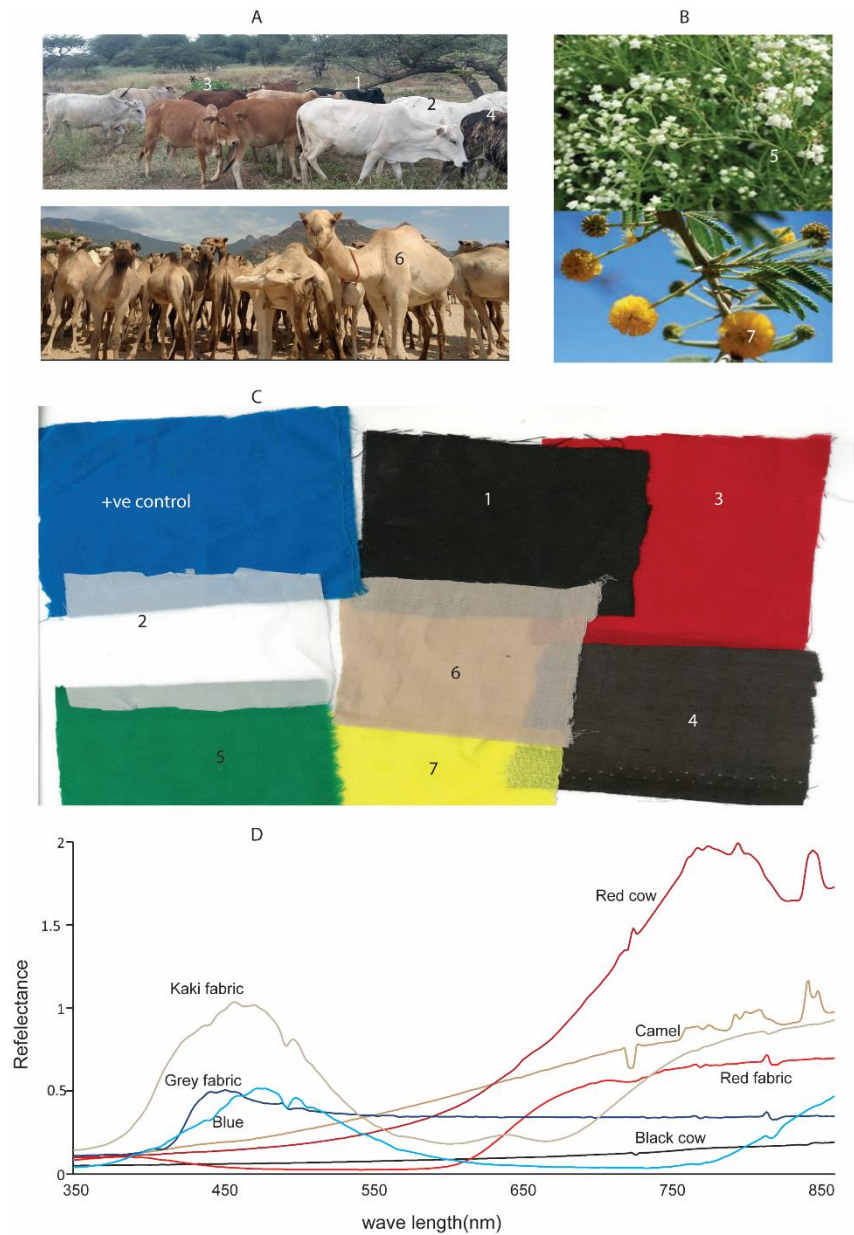 A
B
*
3
1
2
4
5
6
7
C
+ve control
1
3
2
6
4
5
7
D
2
1.5
1
0.5
0
Refelectance
Red cow
Kaki fabric
Camel
Grey fabric
Red fabric
Blue
Black cow
350
450
550
650
750
850
wave length(nm)